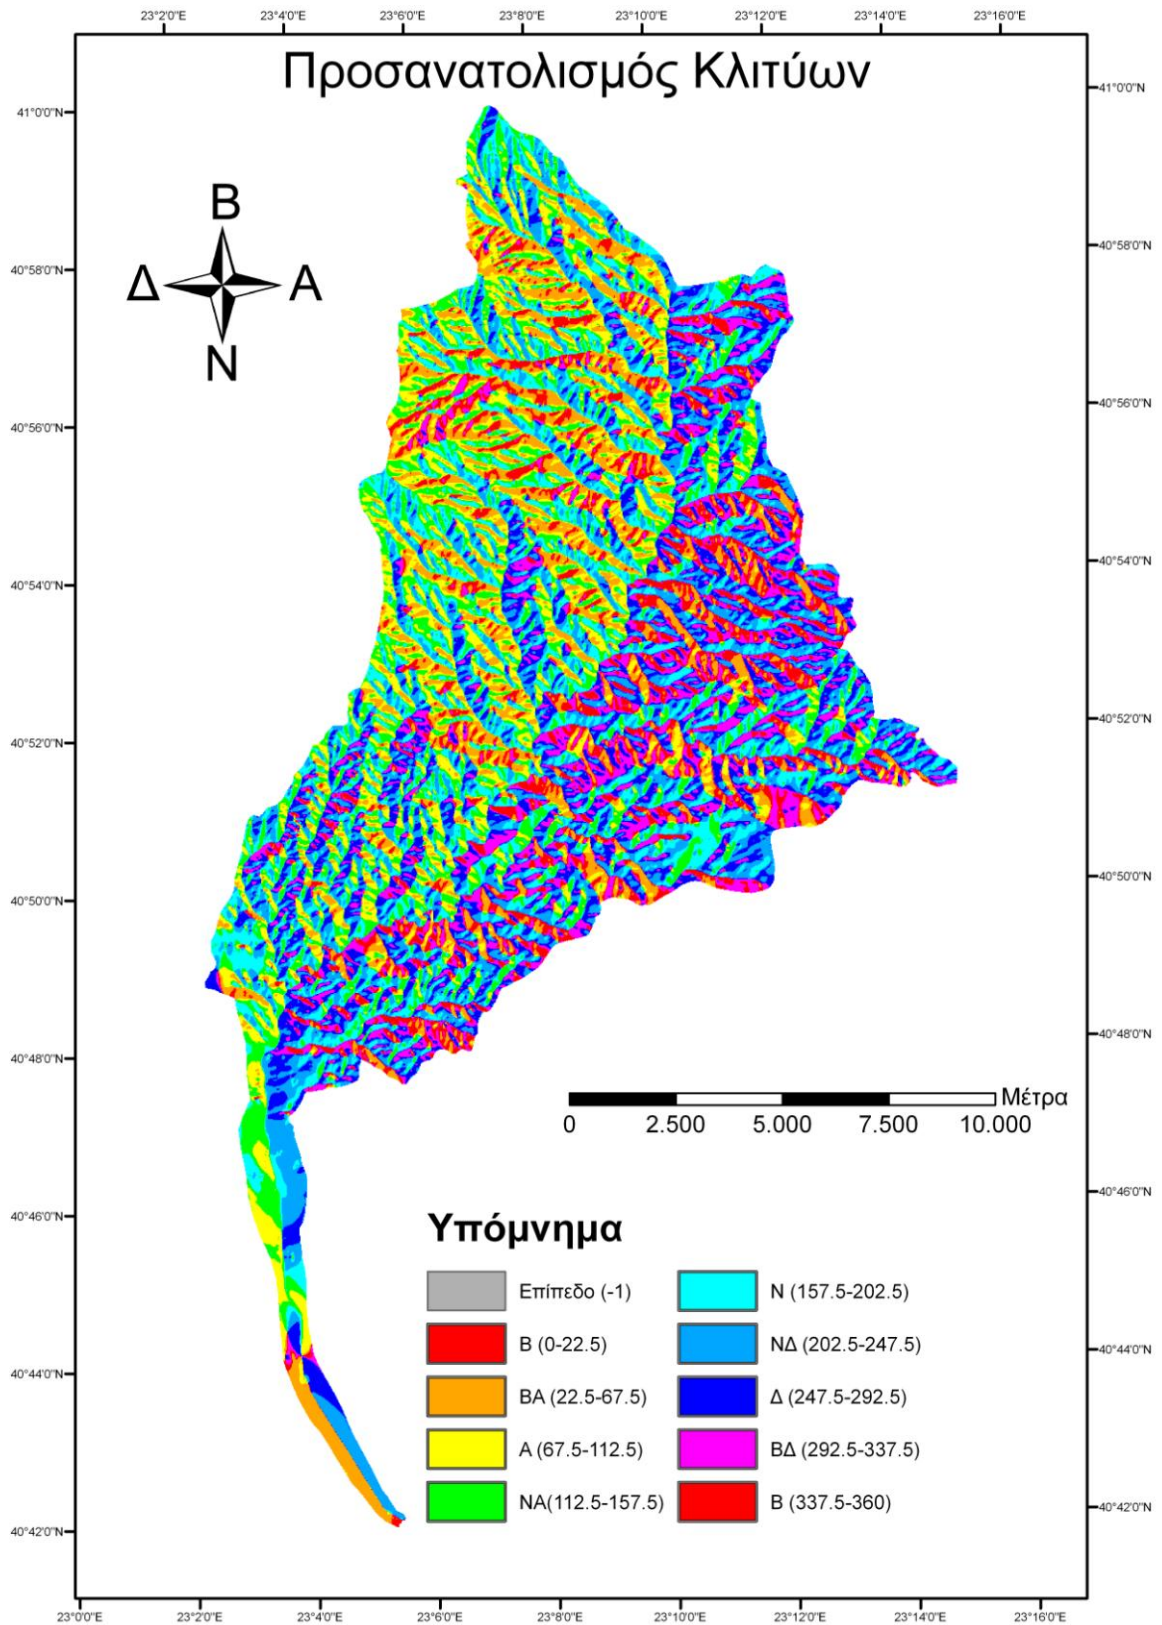 23°2'0"E 23°4'0"E 23°6'0"E 23°8'0"E 23°10'0"E 23°12'0"E 23°14'0"E 23°16'0"E
Προσανατολισμός Κλιτύων
41°0'0"N 41°0'0"N
Β
40°58'0"N 40°58'0"N
Δ Α
Ν
40°56'0"N 40°56'0"N
40°54'0"N 40°54'0"N
40°52'0"N 40°52'0"N
40°50'0"N 40°50'0"N
40°48'0"N 40°48'0"N
Μέτρα
0 2.500 5.000 7.500 10.000
40°46'0"N 40°46'0"N
Υπόμνημα
Επίπεδο (-1)
Β (0-22.5)
ΒΑ (22.5-67.5)
Α (67.5-112.5)
ΝΑ(112.5-157.5)
Ν (157.5-202.5)
ΝΔ (202.5-247.5)
Δ (247.5-292.5)
ΒΔ (292.5-337.5)
Β (337.5-360)
40°44'0"N 40°44'0"N
40°42'0"N 40°42'0"N
23°0'0"E 23°2'0"E 23°4'0"E 23°6'0"E 23°8'0"E 23°10'0"E 23°12'0"E 23°14'0"E 23°16'0"E